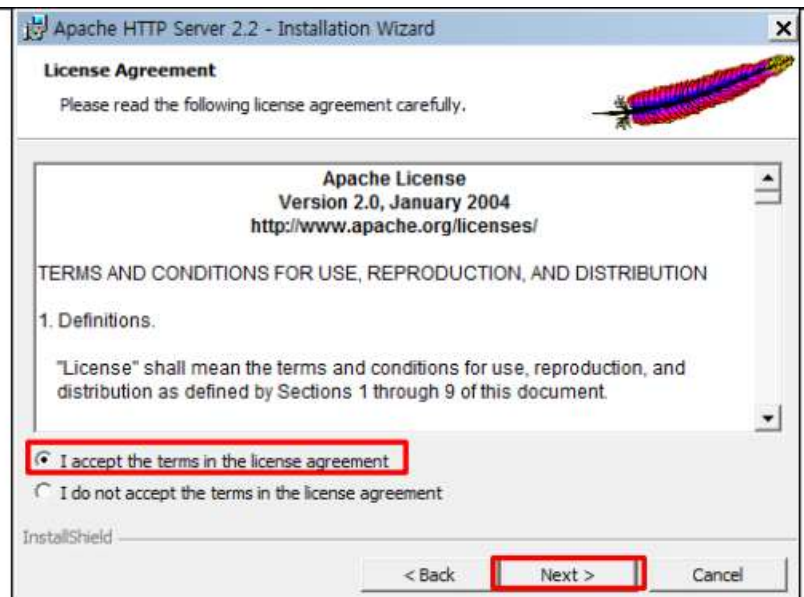 Apache HTTP Server 2.2 - Installation Wizard
License Agreement
Please read the following license agreement carefully.
Apache License
Version 2.0, January 2004
http://www.apache.org/licenses/
TERMS AND CONDITIONS FOR USE, REPRODUCTION, AND DISTRIBUTION
1. Definitions.
"License" shall mean the terms and conditions for use, reproduction, and
distribution as defined by Sections 1 through 9 of this document.
I accept the terms in the license agreement
I do not accept the terms in the license agreement
InstallShield
< Back Next > Cancel